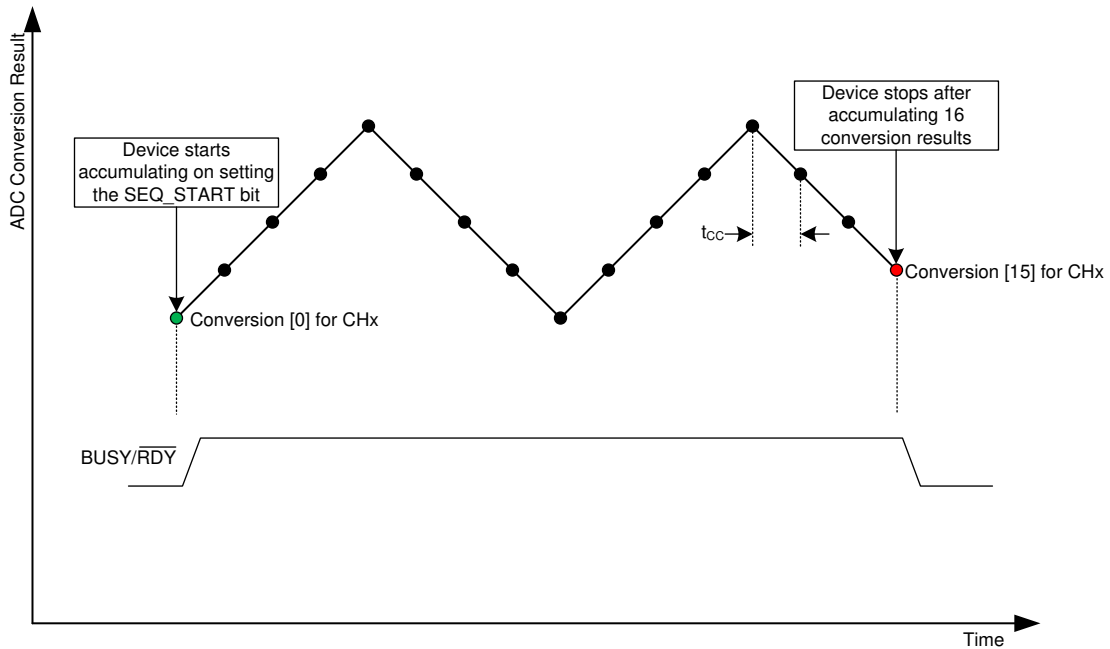 ADC Conversion Result
Device starts
accumulating on setting
the SEQ_START bit
Device stops after
accumulating 16
conversion results
tCC
Conversion [15] for CHx
Conversion [0] for CHx
BUSY/R̅D̅Y̅
Time